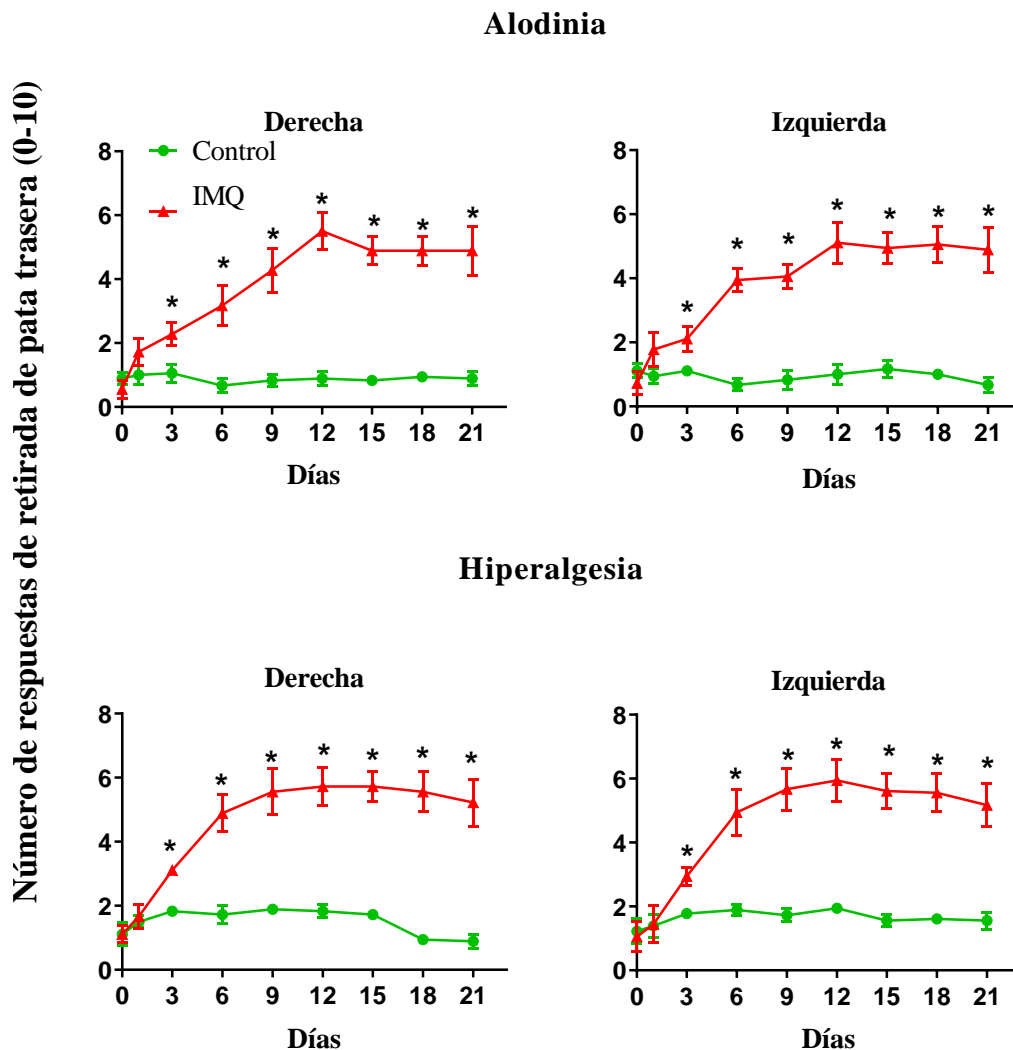 Alodinia
Número de respuestas de retirada de pata trasera (0-10)
Derecha
Control
IMQ
8
6
4
2
0
* * * * * * *
0 3 6 9 12 15 18 21
Días
Izquierda
8
6
4
2
0
* * * * * * *
0 3 6 9 12 15 18 21
Días
Hiperalgesia
Derecha
8
6
4
2
0
* * * * * * *
0 3 6 9 12 15 18 21
Días
Izquierda
8
6
4
2
0
* * * * * * *
0 3 6 9 12 15 18 21
Días